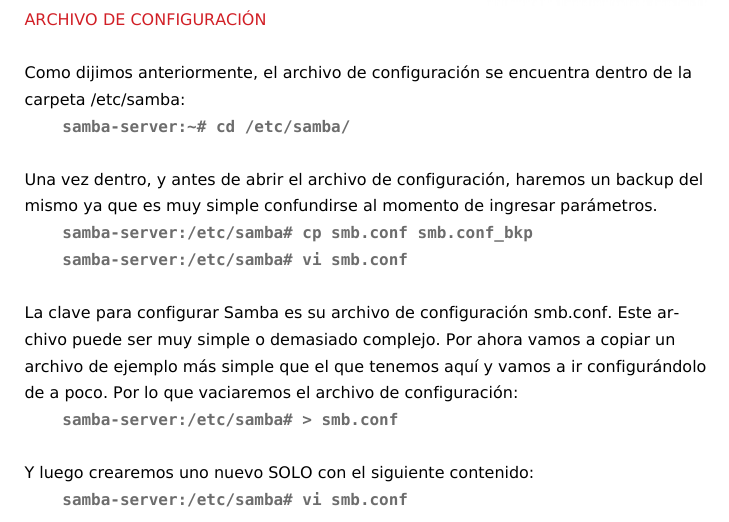 ARCHIVO DE CONFIGURACIÓN
Como dijimos anteriormente, el archivo de configuración se encuentra dentro de la
carpeta /etc/samba:
samba-server:~# cd /etc/samba/
Una vez dentro, y antes de abrir el archivo de configuración, haremos un backup del
mismo ya que es muy simple confundirse al momento de ingresar parámetros.
samba-server:/etc/samba# cp smb.conf smb.conf_bkp
samba-server:/etc/samba# vi smb.conf
La clave para configurar Samba es su archivo de configuración smb.conf. Este ar-
chivo puede ser muy simple o demasiado complejo. Por ahora vamos a copiar un
archivo de ejemplo más simple que el que tenemos aquí y vamos a ir configurándolo
de a poco. Por lo que vaciaremos el archivo de configuración:
samba-server:/etc/samba# > smb.conf
Y luego crearemos uno nuevo SOLO con el siguiente contenido:
samba-server:/etc/samba# vi smb.conf